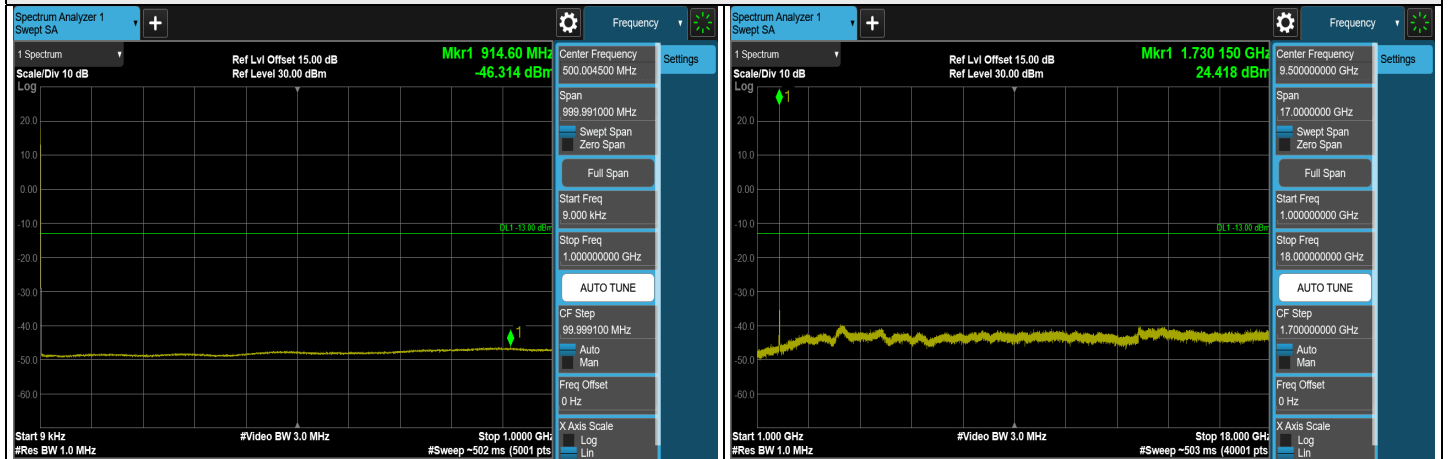 Spectrum Analyzer 1
Swept SA
+
Frequency
1 Spectrum
Ref Lvl Offset 15.00 dB
Mkr1 914.60 MHz
Scale/Div 10 dB
Ref Level 30.00 dBm
-46.314 dBm
Log
20.0
10.0
0.00
-10.0
-20.0
-30.0
-40.0
-50.0
-60.0
DL1 -13.00 dBm
1
Start 9 kHz
#Video BW 3.0 MHz
Stop 1.0000 GHz
#Res BW 1.0 MHz
#Sweep ~502 ms (5001 pts
Center Frequency
500.004500 MHz
Settings
Span
999.991000 MHz
Swept Span
Zero Span
Full Span
Start Freq
9.000 kHz
Stop Freq
1.000000000 GHz
AUTO TUNE
CF Step
99.999100 MHz
Auto
Man
Freq Offset
0 Hz
X Axis Scale
Log
Lin
Spectrum Analyzer 1
Swept SA
+
Frequency
1 Spectrum
Ref Lvl Offset 15.00 dB
Mkr1 1.730 150 GHz
Scale/Div 10 dB
Ref Level 30.00 dBm
24.418 dBm
Log
1
20.0
10.0
0.00
-10.0
-20.0
-30.0
-40.0
-50.0
-60.0
DL1 -13.00 dBm
Start 1.000 GHz
#Video BW 3.0 MHz
Stop 18.000 GHz
#Res BW 1.0 MHz
#Sweep ~503 ms (40001 pts
Center Frequency
9.500000000 GHz
Settings
Span
17.0000000 GHz
Swept Span
Zero Span
Full Span
Start Freq
1.000000000 GHz
Stop Freq
18.000000000 GHz
AUTO TUNE
CF Step
1.700000000 GHz
Auto
Man
Freq Offset
0 Hz
X Axis Scale
Log
Lin